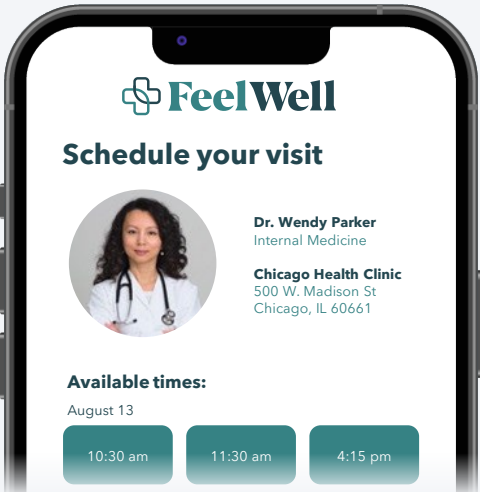 FeelWell
Schedule your visit
Dr. Wendy Parker
Internal Medicine
Chicago Health Clinic
500 W. Madison St
Chicago, IL 60661
Available times:
August 13
10:30 am 11:30 am 4:15 pm